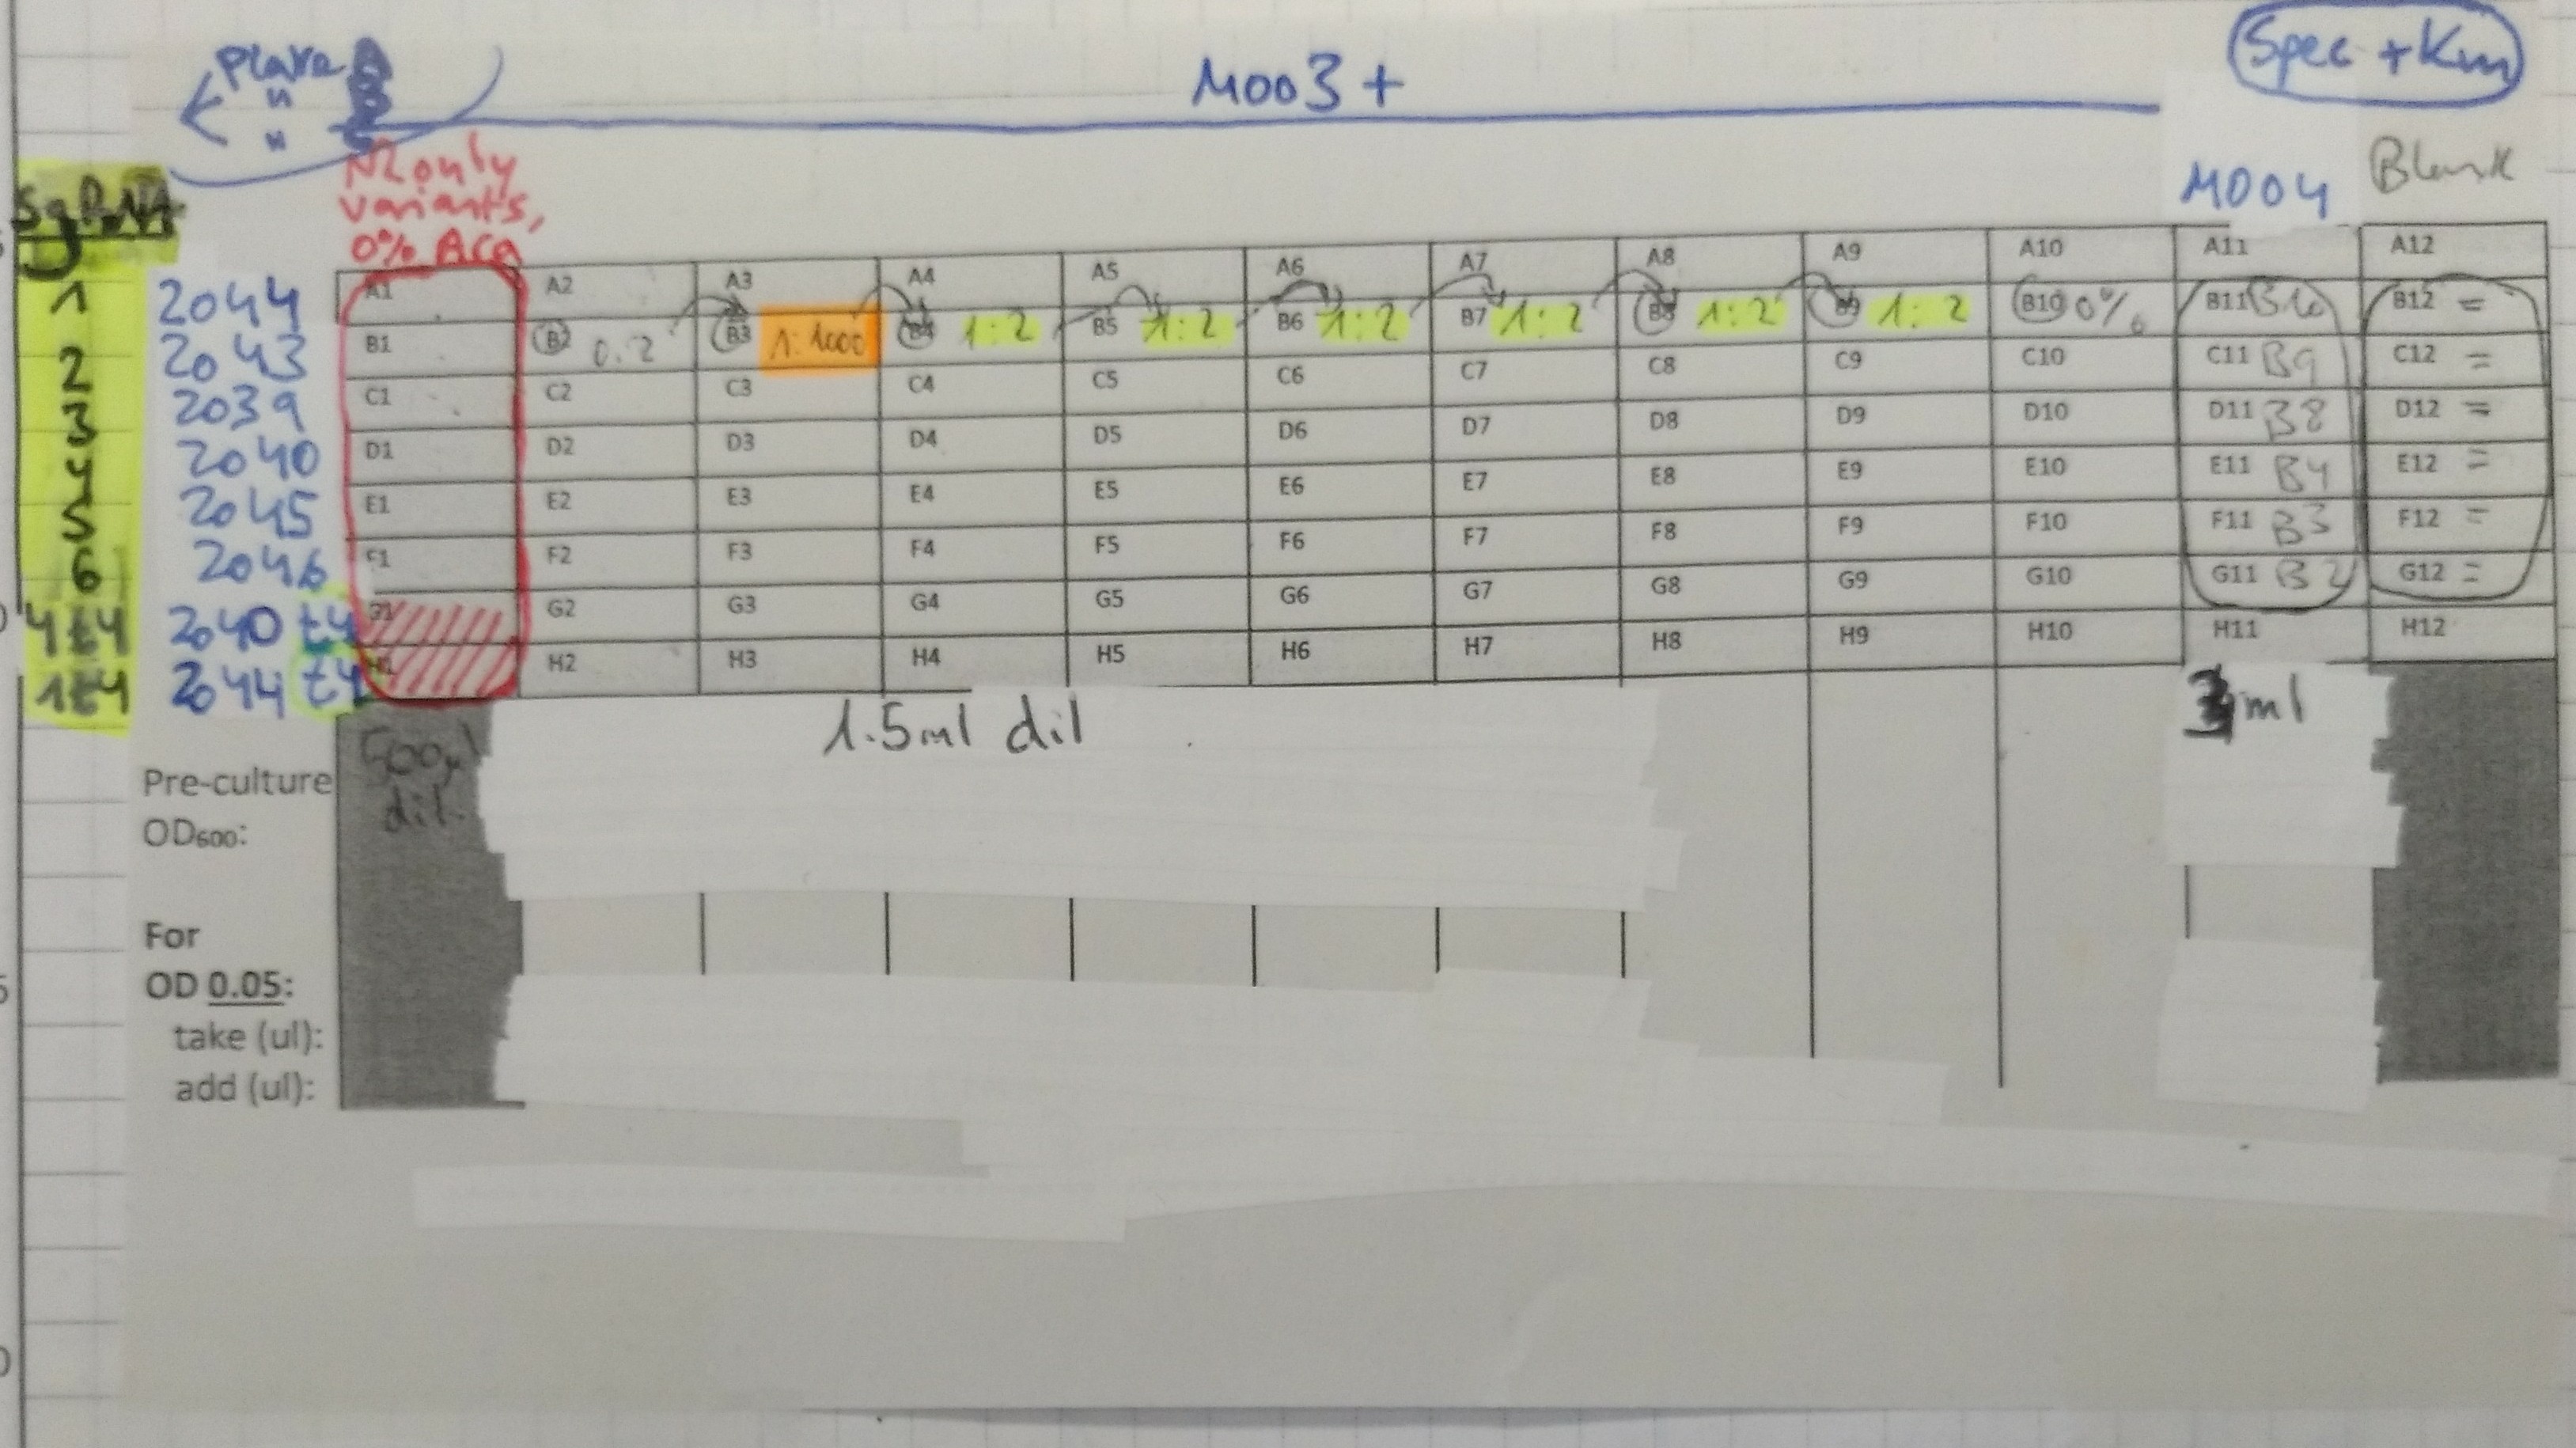 Plate
"
"
M003 +
Spec + Km
sgRNA
N2 only
variants,
0% Aca
M004
Blank
1 2044 A1 A2 A3 A4 A5 A6 A7 A8 A9 A10 A11 A12
2 2043 B1 B2 0.2 B3 1:1000 B4 1:2 B5 1:2 B6 1:2 B7 1:2 B8 1:2 B9 1:2 B10 0% B11 B10 B12 =
3 2039 C1 C2 C3 C4 C5 C6 C7 C8 C9 C10 C11 B9 C12 =
4 2040 D1 D2 D3 D4 D5 D6 D7 D8 D9 D10 D11 B8 D12 =
5 2045 E1 E2 E3 E4 E5 E6 E7 E8 E9 E10 E11 B4 E12 =
6 2046 F1 F2 F3 F4 F5 F6 F7 F8 F9 F10 F11 B3 F12 =
4t4 2040 t4 G1 G2 G3 G4 G5 G6 G7 G8 G9 G10 G11 B2 G12 =
1t4 2044 t4 H1 H2 H3 H4 H5 H6 H7 H8 H9 H10 H11 H12
500µl
dil.
1.5ml dil
3ml
Pre-culture
OD600:
For
OD 0.05:
take (ul):
add (ul):